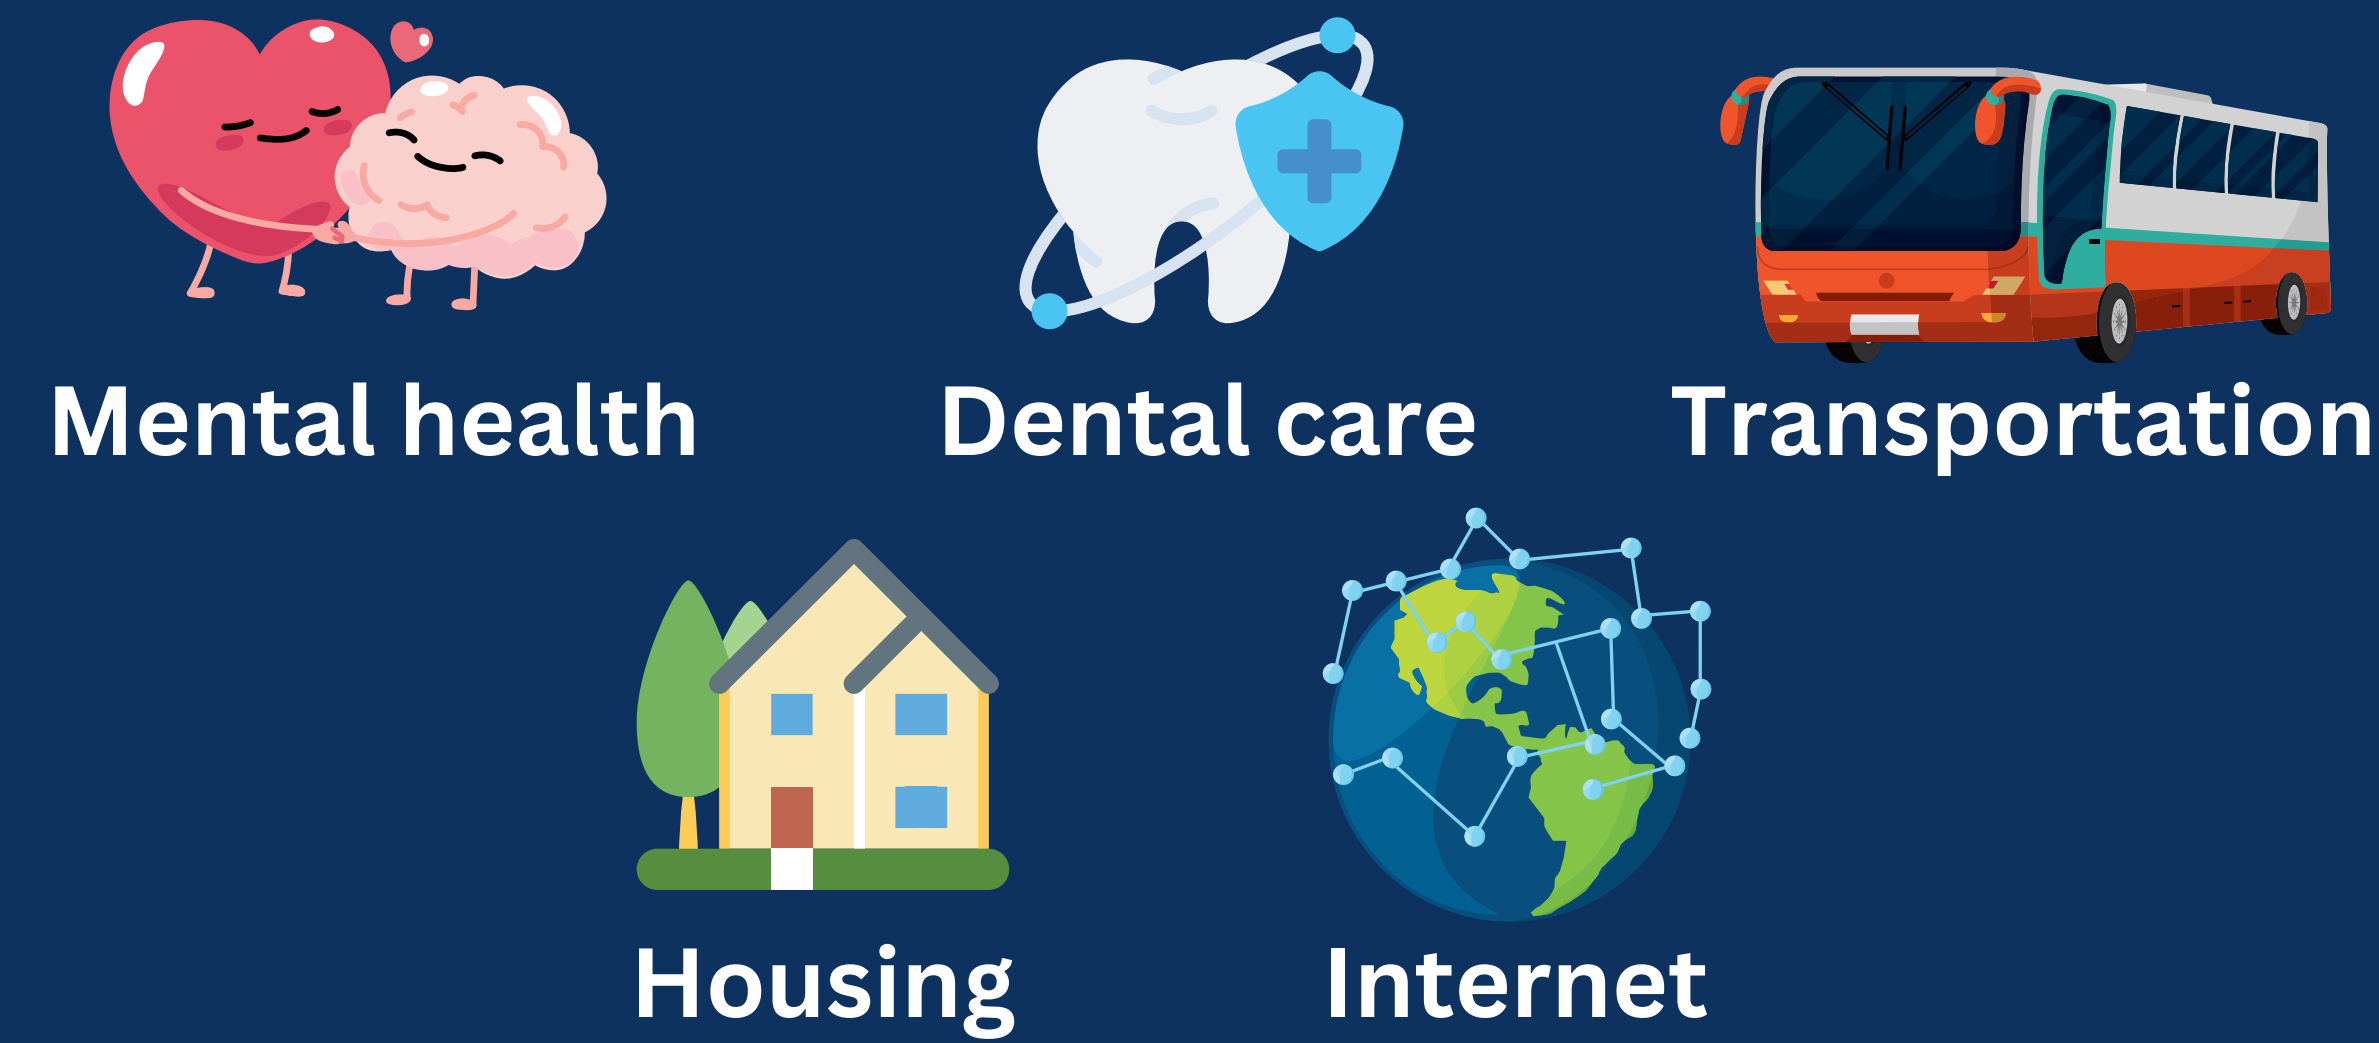 Mental health
Dental care
Transportation
Housing
Internet